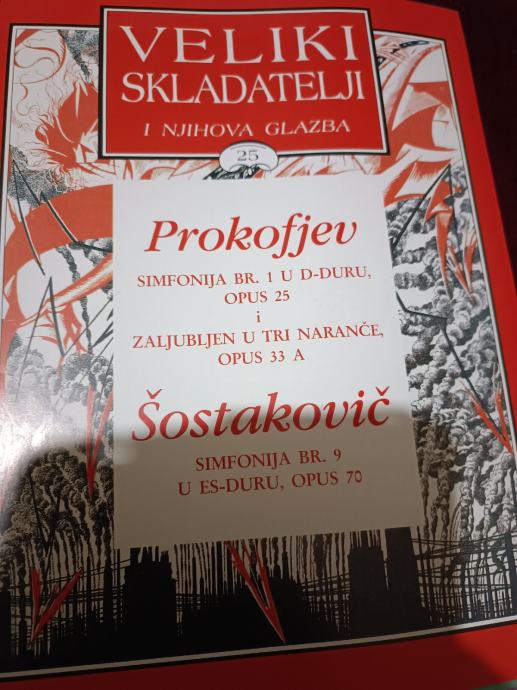 VELIKI
SKLADATELJI
I NJIHOVA GLAZBA
25
Prokofjev
SIMFONIJA BR. 1 U D-DURU,
OPUS 25
i
ZALJUBLJEN U TRI NARANČE,
OPUS 33 A
Šostakovič
SIMFONIJA BR. 9
U ES-DURU, OPUS 70